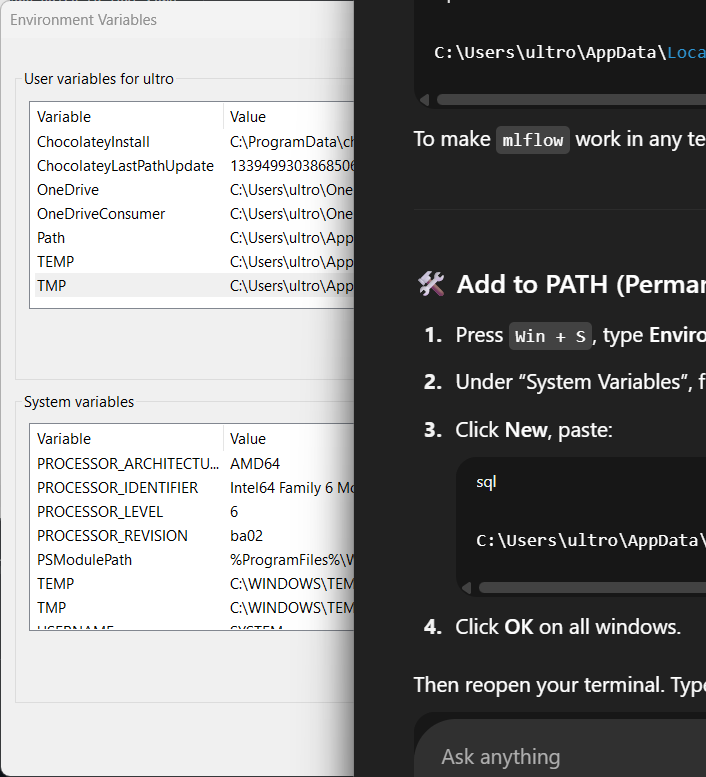 Environment Variables
User variables for ultro
Variable Value
ChocolateyInstall C:\ProgramData\ch
ChocolateyLastPathUpdate 1339499303868506
OneDrive C:\Users\ultro\One
OneDriveConsumer C:\Users\ultro\One
Path C:\Users\ultro\App
TEMP C:\Users\ultro\App
TMP C:\Users\ultro\App
System variables
Variable Value
PROCESSOR_ARCHITECTU... AMD64
PROCESSOR_IDENTIFIER Intel64 Family 6 Mo
PROCESSOR_LEVEL 6
PROCESSOR_REVISION ba02
PSModulePath %ProgramFiles%\W
TEMP C:\WINDOWS\TEM
TMP C:\WINDOWS\TEM
USERNAME SYSTEM
C:\Users\ultro\AppData\Loca
To make mlflow work in any te
🛠 Add to PATH (Perman
1. Press Win + S, type Enviro
2. Under “System Variables”, f
3. Click New, paste:
sql
C:\Users\ultro\AppData\
4. Click OK on all windows.
Then reopen your terminal. Type
Ask anything